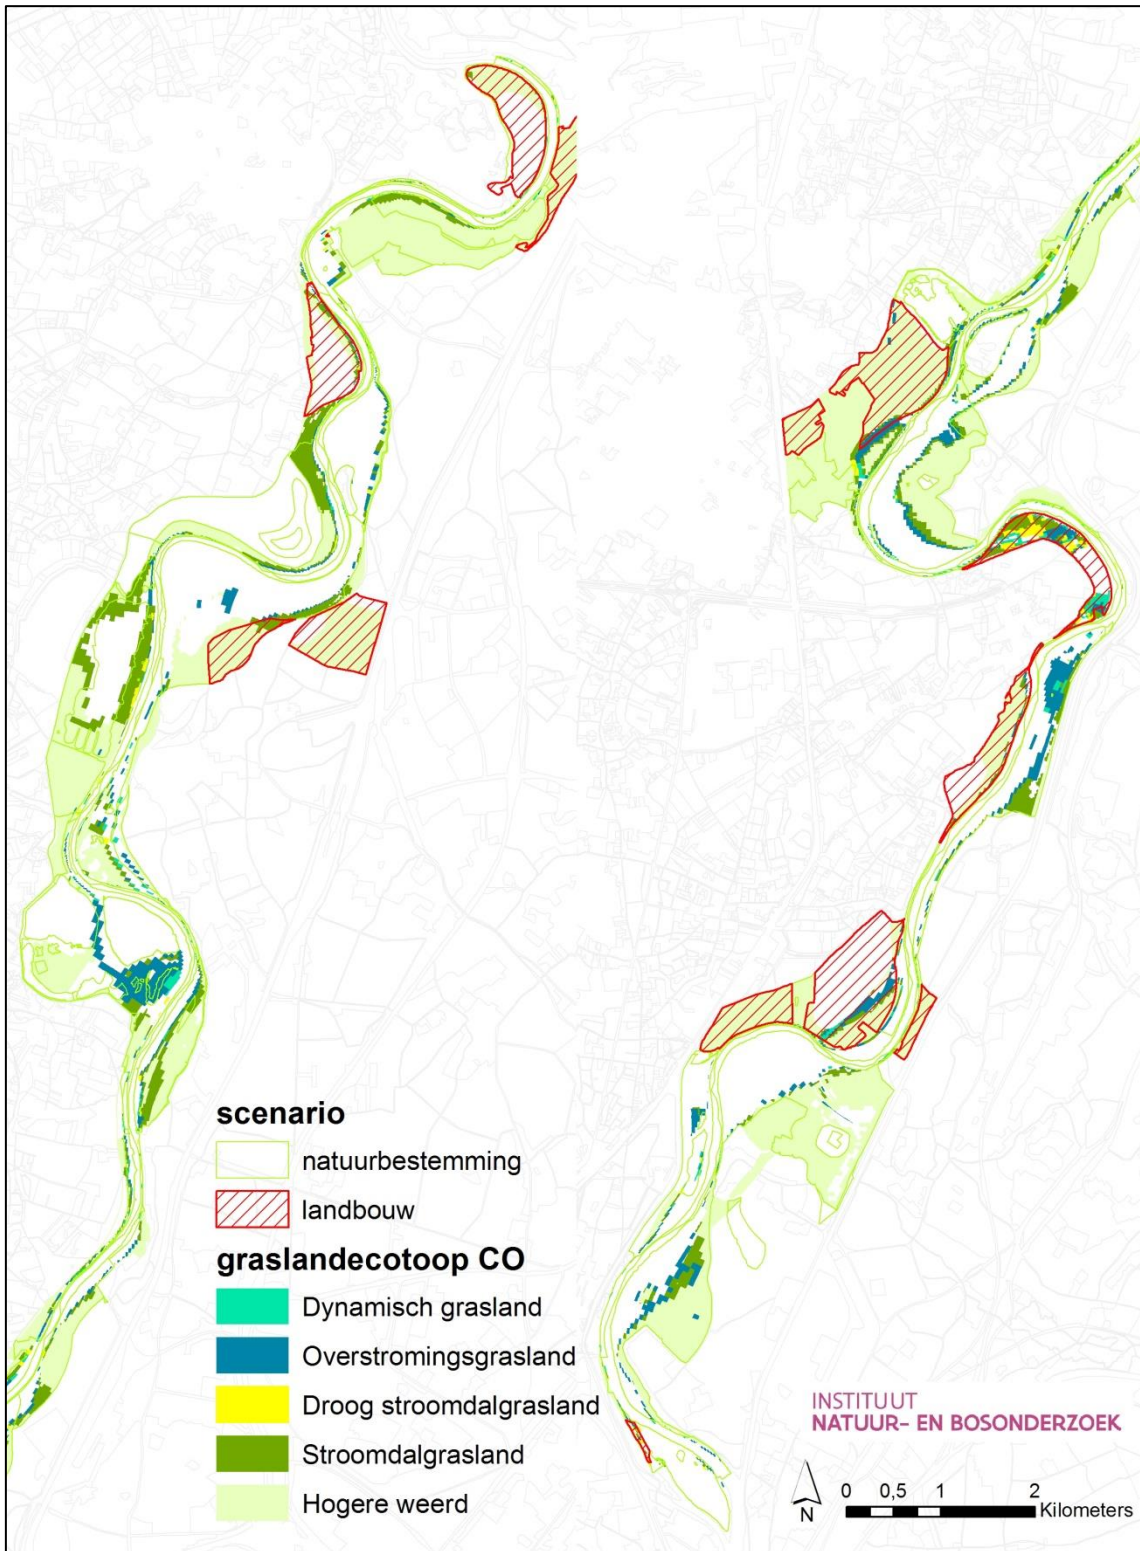 scenario
natuurbestemming
landbouw
graslandecotoop CO
Dynamisch grasland
Overstromingsgrasland
Droog stroomdalgrasland
Stroomdalgrasland
Hogere weerd
INSTITUUT
NATUUR- EN BOSONDERZOEK
N
0 0,5 1 2
Kilometers